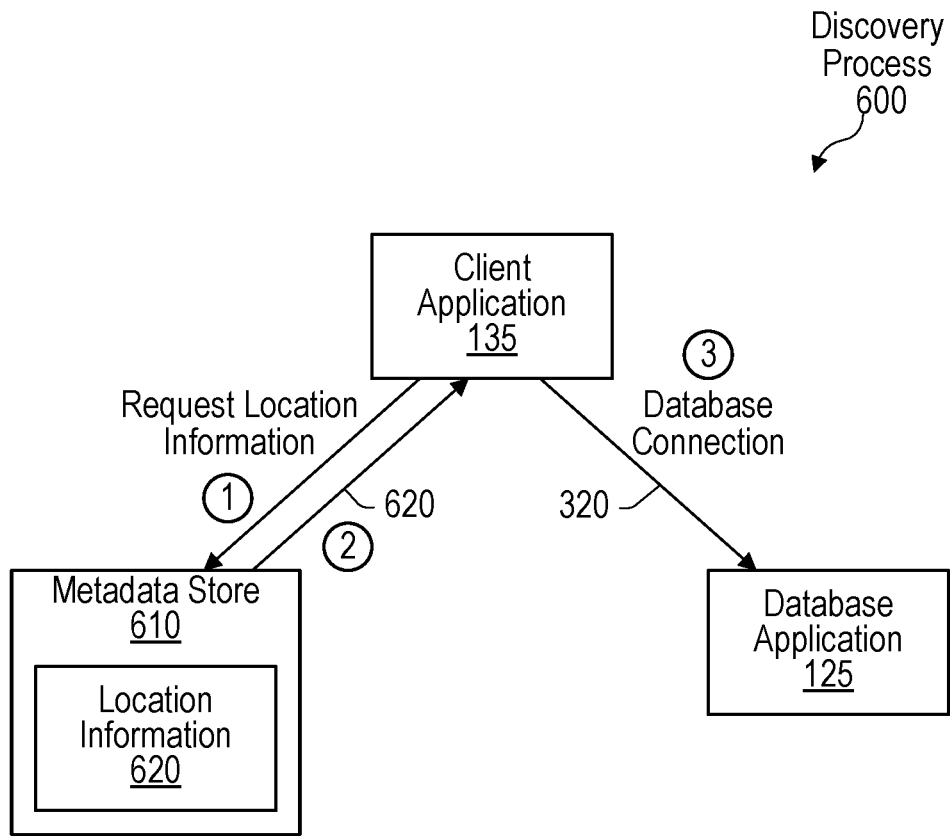 Discovery
Process
600
Client
Application
135
3
Request Location
Information
Database
Connection
1
620
320
2
Metadata Store
610
Location
Information
620
Database
Application
125